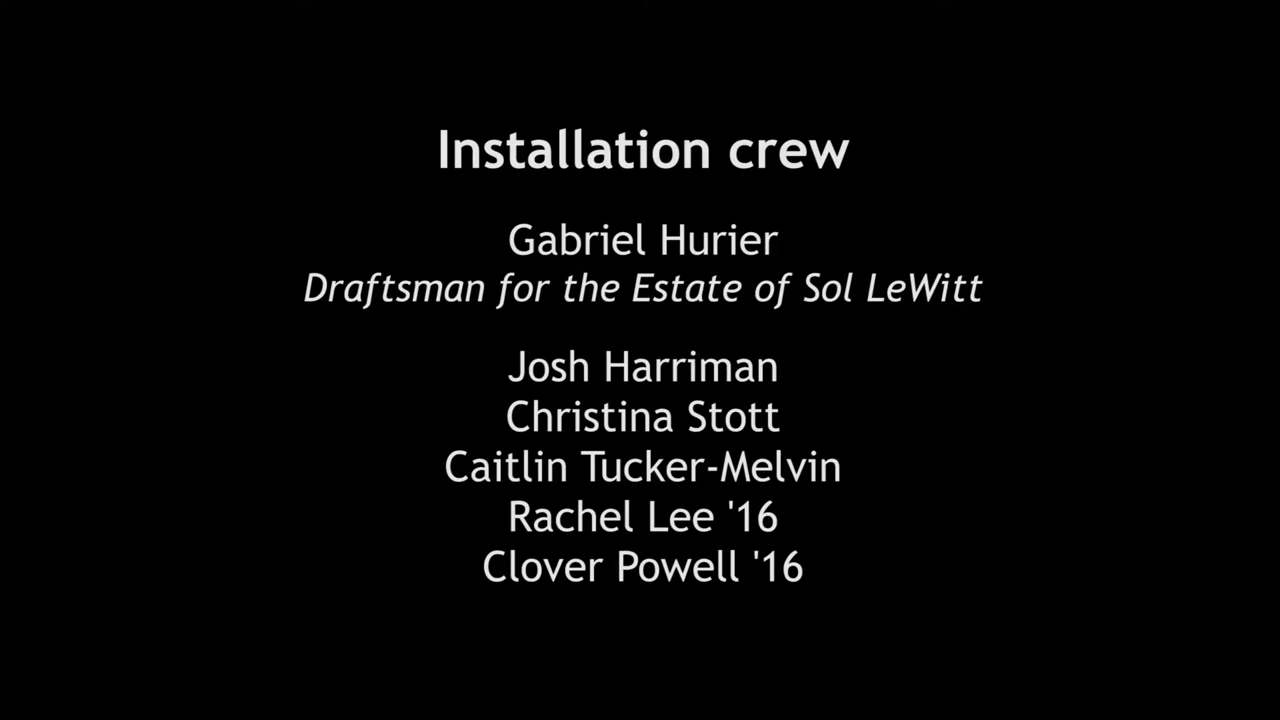 Installation crew
Gabriel Hurier
Draftsman for the Estate of Sol LeWitt
Josh Harriman
Christina Stott
Caitlin Tucker-Melvin
Rachel Lee '16
Clover Powell '16